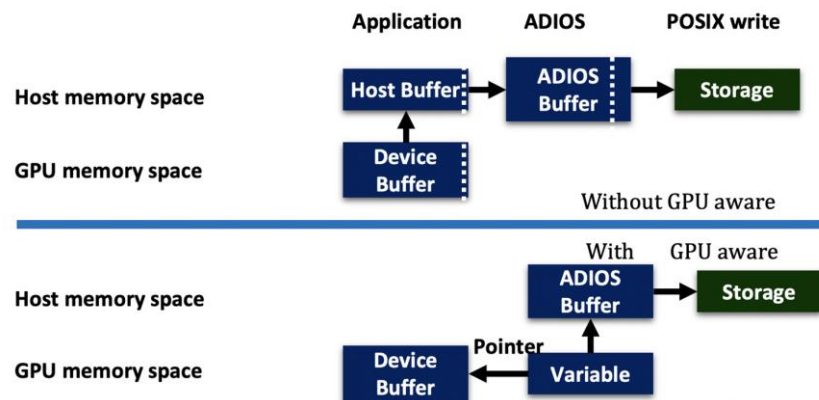 Application ADIOS POSIX write
Host memory space
Host Buffer
ADIOS
Buffer
Storage
GPU memory space
Device
Buffer
Without GPU aware
With GPU aware
Host memory space
ADIOS
Buffer
Storage
GPU memory space
Device
Buffer
Pointer
Variable